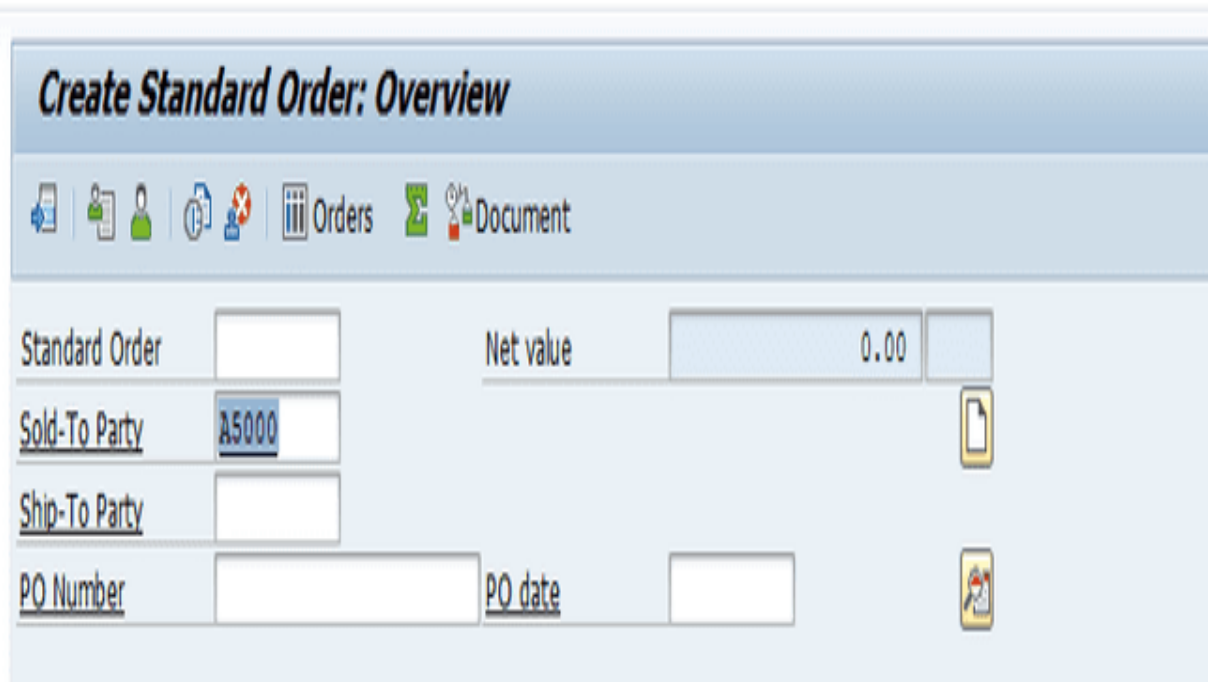 Create Standard Order: Overview
Orders Document
Standard Order Net value 0.00
Sold-To Party A5000
Ship-To Party
PO Number PO date